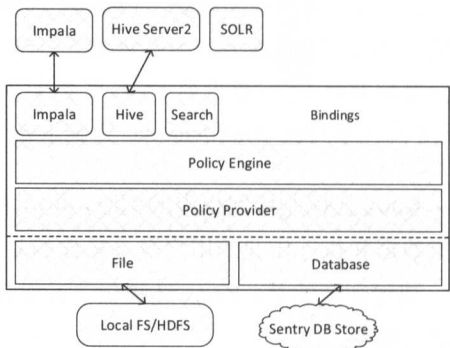 Impala Hive Server2 SOLR
Impala Hive Search Bindings
Policy Engine
Policy Provider
File Database
Local FS/HDFS Sentry DB Store